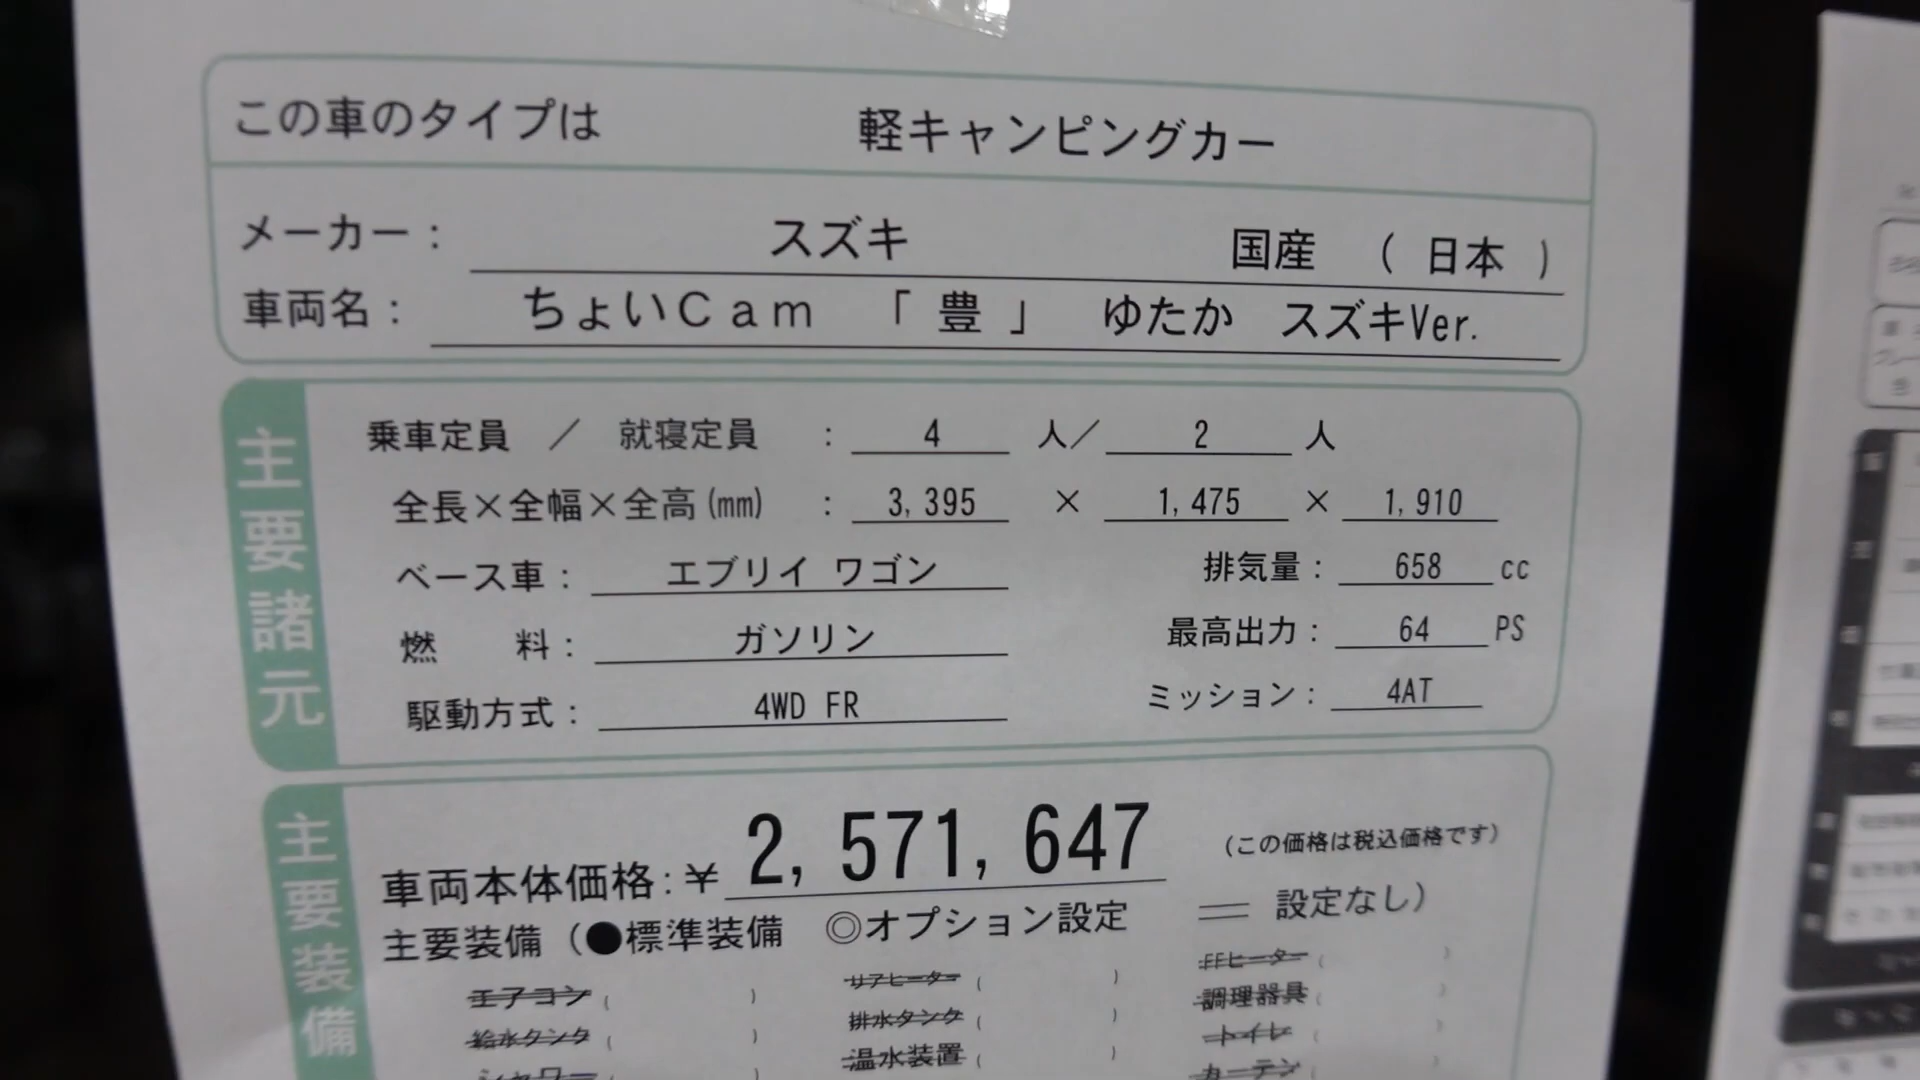 この車のタイプは 軽キャンピングカー
メーカー： スズキ 国産 （ 日本 ）
車両名： ちょいCam 「 豊 」 ゆたか スズキVer.
主要諸元
乗車定員 ／ 就寝定員 ： 4 人／ 2 人
全長×全幅×全高(mm) ： 3,395 × 1,475 × 1,910
ベース車： エブリイ ワゴン 排気量： 658 cc
燃 料： ガソリン 最高出力： 64 PS
駆動方式： 4WD FR ミッション： 4AT
主要装備
車両本体価格:￥ 2,571,647 （この価格は税込価格です）
主要装備（●標準装備 ◎オプション設定 ＝ 設定なし）
エアコン（ ） リアヒーター（ ） FFヒーター（ ）
給水タンク（ ） 排水タンク（ ） 調理器具（ ）
シャワー 温水装置（ ） トイレ（ ）
カーテン